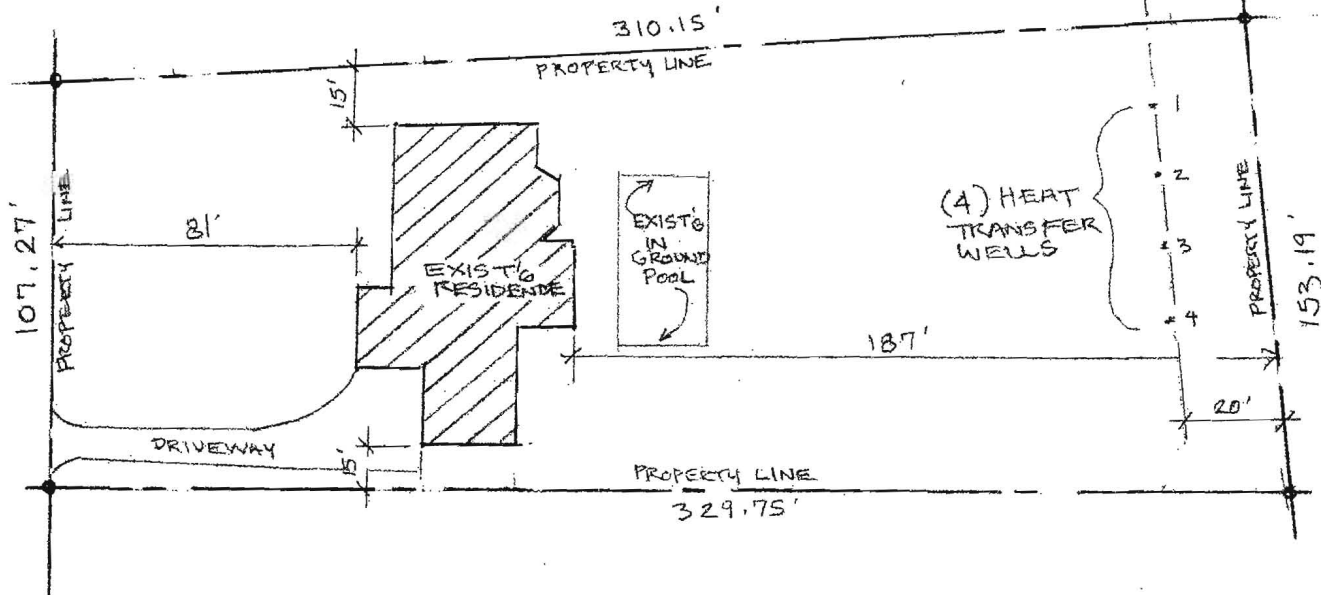 310.15'
PROPERTY LINE
15'
1
2
3
4
(4) HEAT
TRANSFER
WELLS
PROPERTY LINE
153.19'
107.27'
PROPERTY LINE
81'
EXIST'G
RESIDENDE
EXIST'G
IN
GROUND
POOL
187'
20'
DRIVEWAY
15'
PROPERTY LINE
329.75'